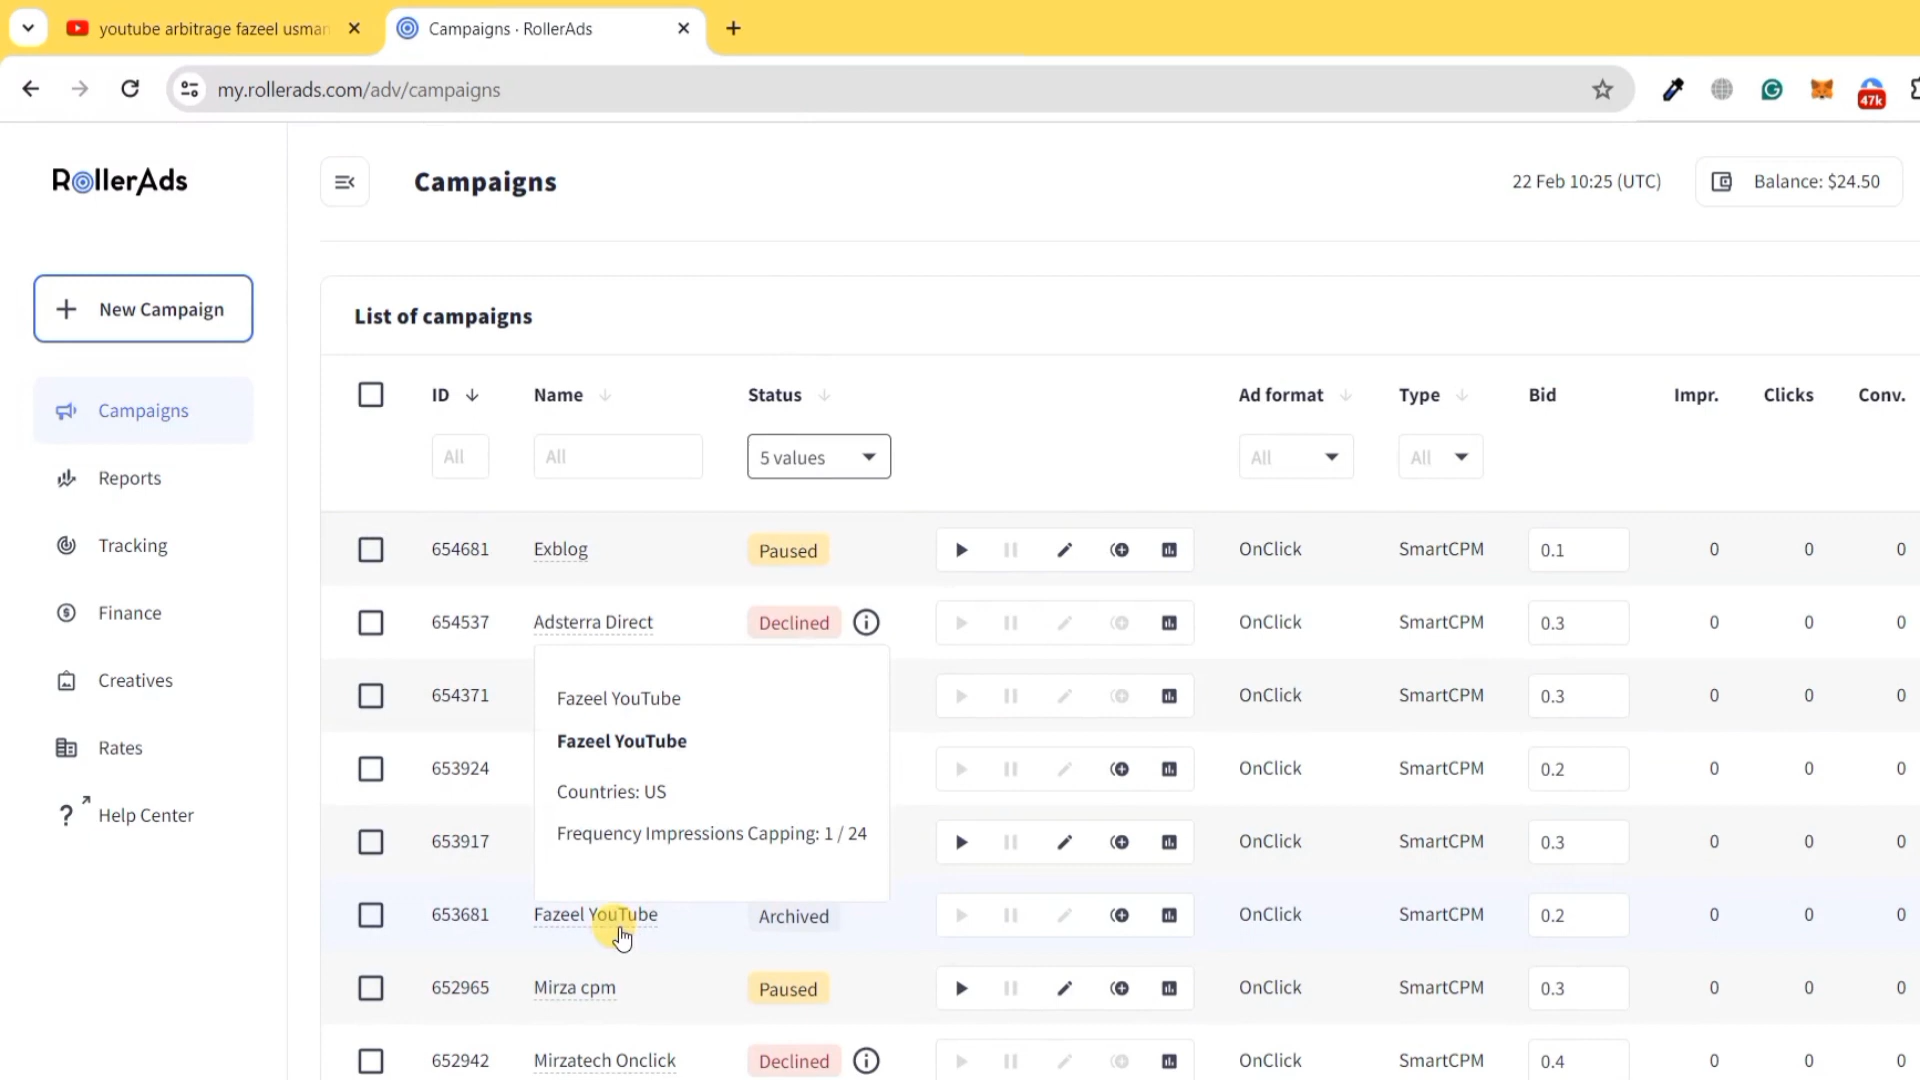 youtube arbitrage fazeel usman
Campaigns · RollerAds
my.rollerads.com/adv/campaigns
47k
RollerAds
Campaigns
22 Feb 10:25 (UTC)
Balance: $24.50
New Campaign
Campaigns
Reports
Tracking
Finance
Creatives
Rates
Help Center
List of campaigns
ID Name Status Ad format Type Bid Impr. Clicks Conv.
All All 5 values All All
654681 Exblog Paused OnClick SmartCPM 0.1 0 0 0
654537 Adsterra Direct Declined OnClick SmartCPM 0.3 0 0 0
654371 OnClick SmartCPM 0.3 0 0 0
653924 OnClick SmartCPM 0.2 0 0 0
653917 OnClick SmartCPM 0.3 0 0 0
Fazeel YouTube
Fazeel YouTube
Countries: US
Frequency Impressions Capping: 1 / 24
653681 Fazeel YouTube Archived OnClick SmartCPM 0.2 0 0 0
652965 Mirza cpm Paused OnClick SmartCPM 0.3 0 0 0
652942 Mirzatech Onclick Declined OnClick SmartCPM 0.4 0 0 0